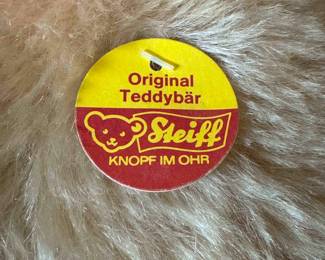 Original
Teddybär
Steiff
KNOPF IM OHR